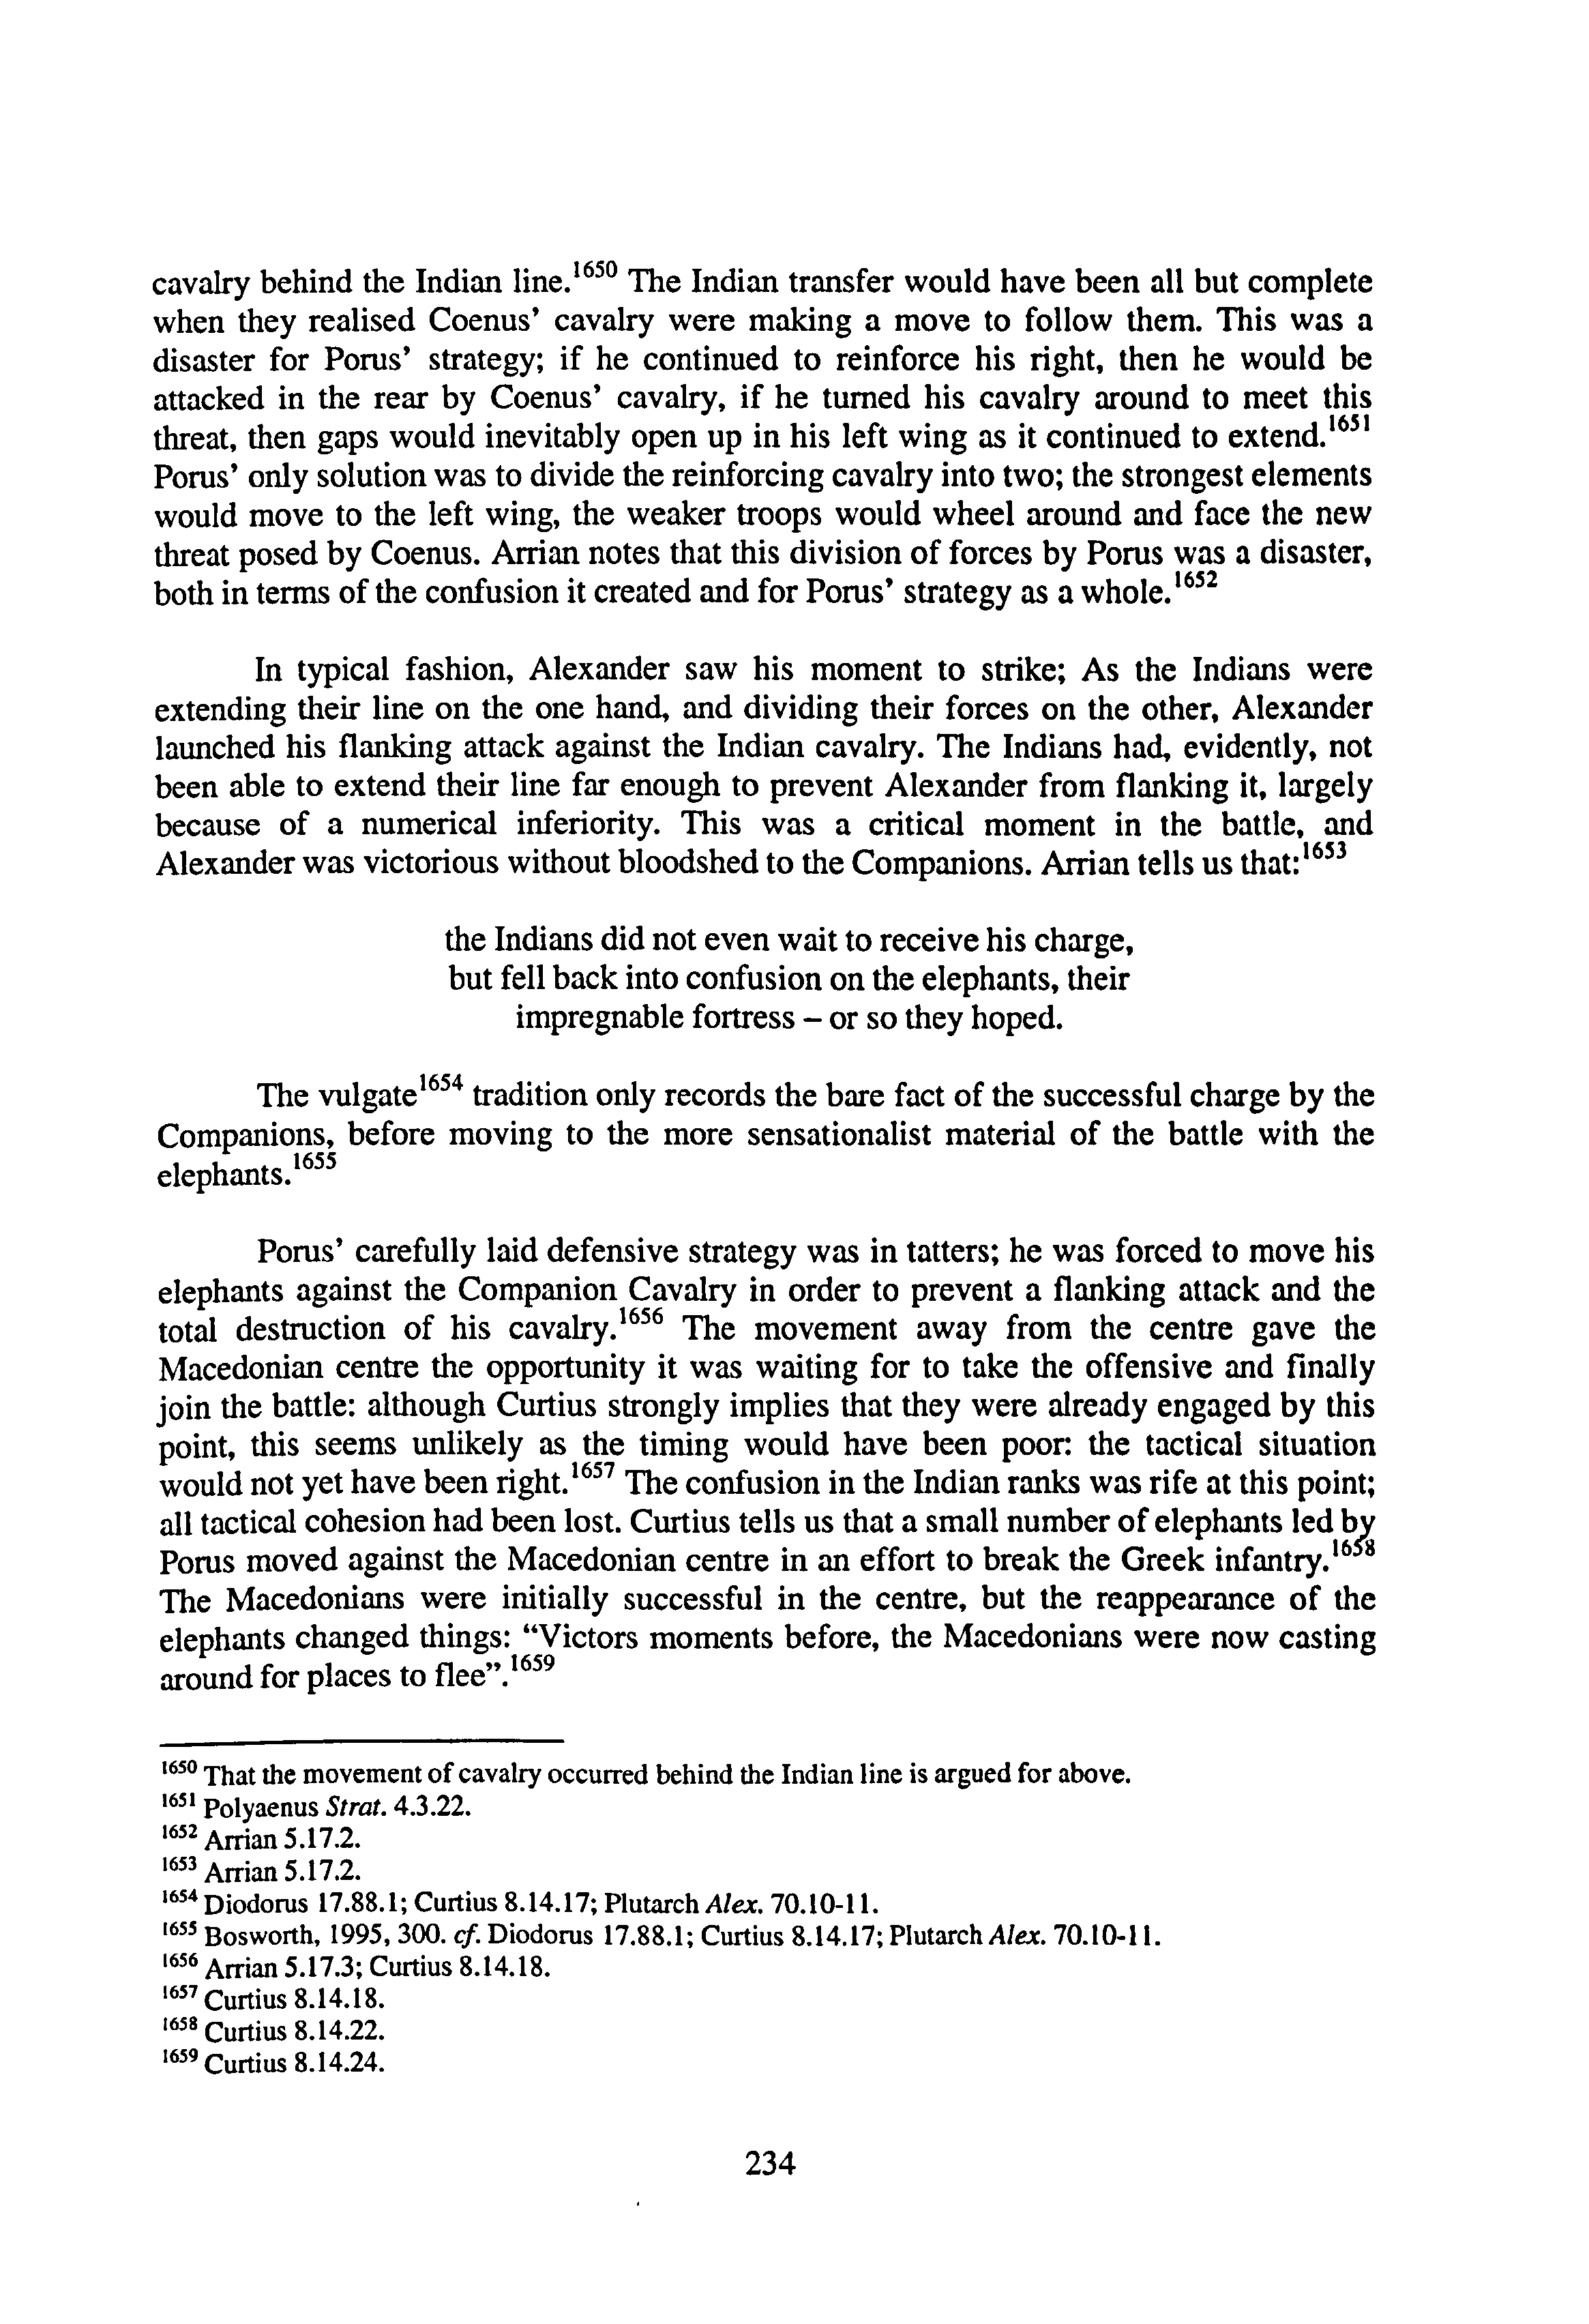 cavalry behind the Indian line.1650 The Indian transfer would have been all but complete
when they realised Coenus' cavalry were making a move to follow them. This was a
disaster for Porus' strategy; if he continued to reinforce his right, then he would be
attacked in the rear by Coenus' cavalry, if he turned his cavalry around to meet this
threat, then gaps would inevitably open up in his left wing as it continued to extend.1651
Porus' only solution was to divide the reinforcing cavalry into two; the strongest elements
would move to the left wing, the weaker troops would wheel around and face the new
threat posed by Coenus. Arrian notes that this division of forces by Porus was a disaster,
both in terms of the confusion it created and for Porus' strategy as a whole.1652
In typical fashion, Alexander saw his moment to strike; As the Indians were
extending their line on the one hand, and dividing their forces on the other, Alexander
launched his flanking attack against the Indian cavalry. The Indians had, evidently, not
been able to extend their line far enough to prevent Alexander from flanking it, largely
because of a numerical inferiority. This was a critical moment in the battle, and
Alexander was victorious without bloodshed to the Companions. Arrian tells us that:1653
the Indians did not even wait to receive his charge,
but fell back into confusion on the elephants, their
impregnable fortress – or so they hoped.
The vulgate1654 tradition only records the bare fact of the successful charge by the
Companions, before moving to the more sensationalist material of the battle with the
elephants.1655
Porus' carefully laid defensive strategy was in tatters; he was forced to move his
elephants against the Companion Cavalry in order to prevent a flanking attack and the
total destruction of his cavalry.1656 The movement away from the centre gave the
Macedonian centre the opportunity it was waiting for to take the offensive and finally
join the battle: although Curtius strongly implies that they were already engaged by this
point, this seems unlikely as the timing would have been poor: the tactical situation
would not yet have been right.1657 The confusion in the Indian ranks was rife at this point;
all tactical cohesion had been lost. Curtius tells us that a small number of elephants led by
Porus moved against the Macedonian centre in an effort to break the Greek infantry.1658
The Macedonians were initially successful in the centre, but the reappearance of the
elephants changed things: “Victors moments before, the Macedonians were now casting
around for places to flee”.1659
1650 That the movement of cavalry occurred behind the Indian line is argued for above.
1651 Polyaenus Strat. 4.3.22.
1652 Arrian 5.17.2.
1653 Arrian 5.17.2.
1654 Diodorus 17.88.1; Curtius 8.14.17; Plutarch Alex. 70.10-11.
1655 Bosworth, 1995, 300. cf. Diodorus 17.88.1; Curtius 8.14.17; Plutarch Alex. 70.10-11.
1656 Arrian 5.17.3; Curtius 8.14.18.
1657 Curtius 8.14.18.
1658 Curtius 8.14.22.
1659 Curtius 8.14.24.
234